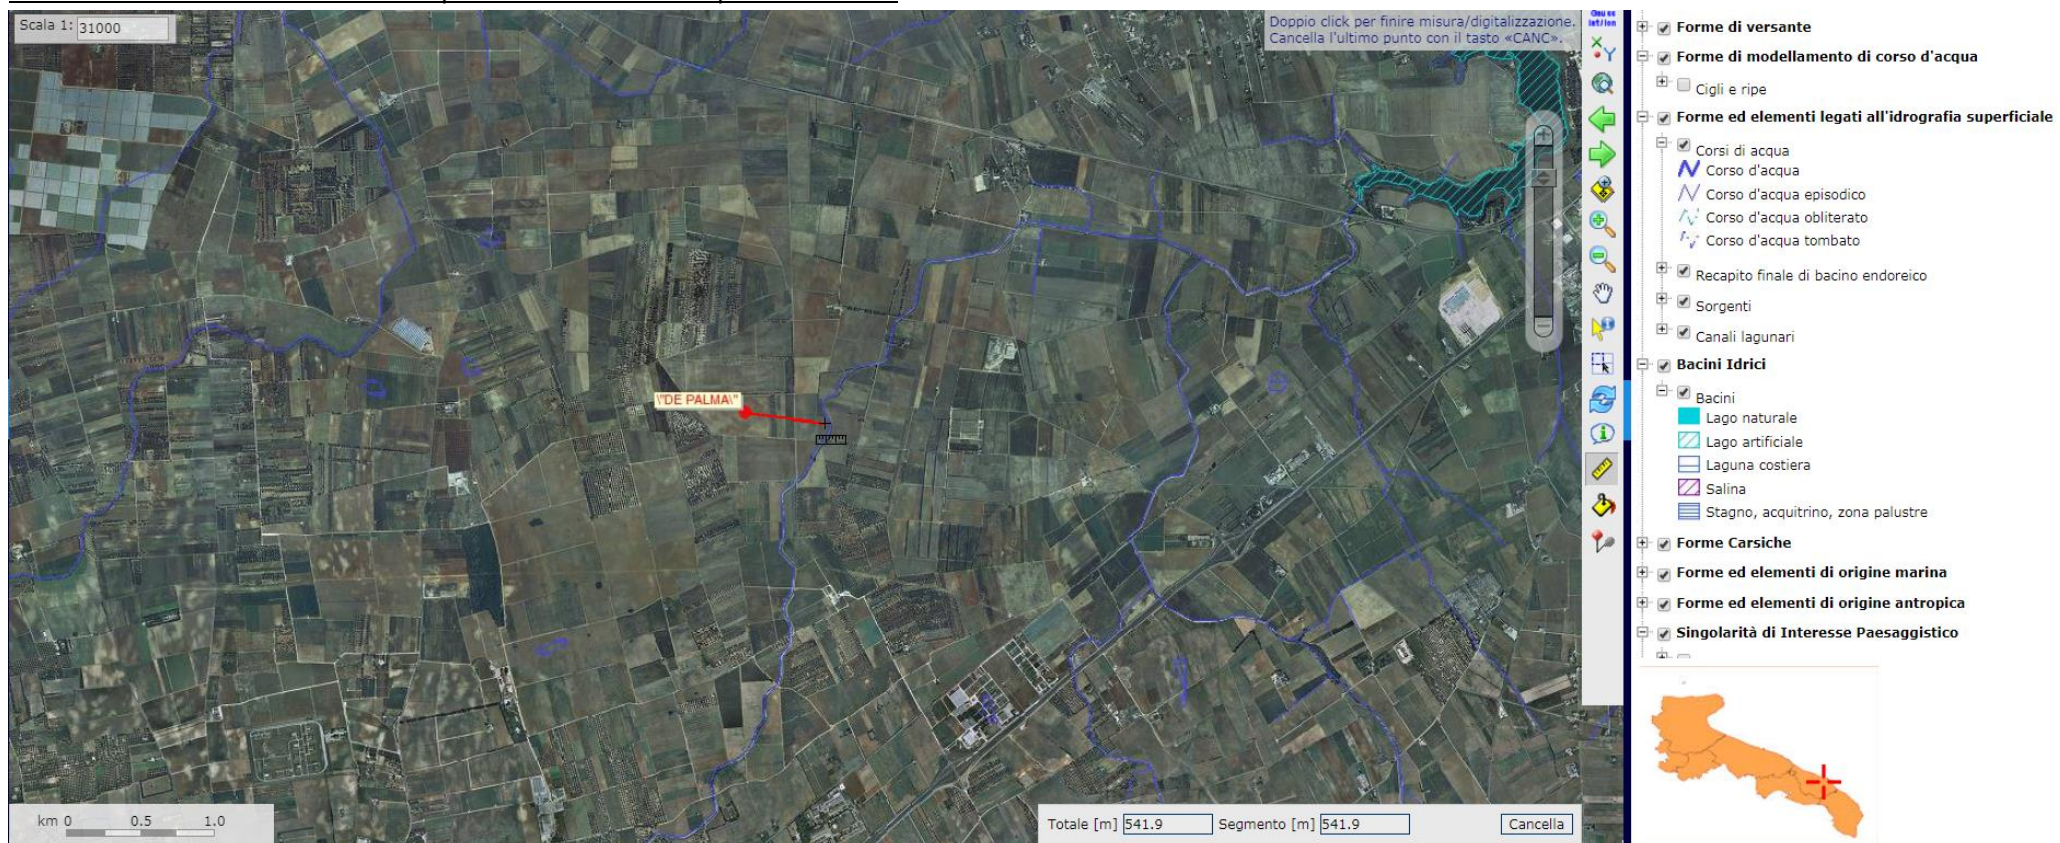 Scala 1: 31000
Doppio click per finire misura/digitalizzazione.
Cancella l'ultimo punto con il tasto «CANC».
\"DE PALMA\"
km 0 0.5 1.0
Totale [m] 541.9 Segmento [m] 541.9 Cancella
X
Y
Forme di versante
Forme di modellamento di corso d'acqua
Cigli e ripe
Forme ed elementi legati all'idrografia superficiale
Corsi di acqua
Corso d'acqua
Corso d'acqua episodico
Corso d'acqua obliterato
Corso d'acqua tombato
Recapito finale di bacino endoreico
Sorgenti
Canali lagunari
Bacini Idrici
Bacini
Lago naturale
Lago artificiale
Laguna costiera
Salina
Stagno, acquitrino, zona palustre
Forme Carsiche
Forme ed elementi di origine marina
Forme ed elementi di origine antropica
Singolarità di Interesse Paesaggistico